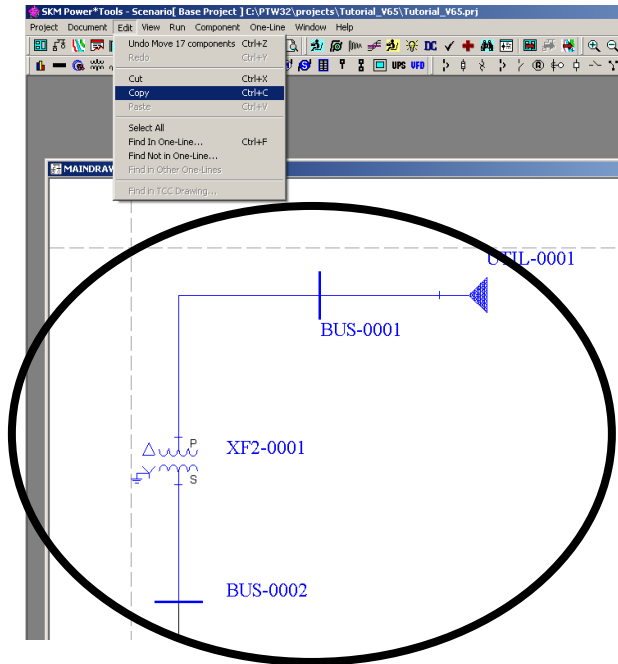 SKM Power*Tools - Scenario[ Base Project ] C:\PTW32\projects\Tutorial_V65\Tutorial_V65.prj
Project Document Edit View Run Component One-Line Window Help
Undo Move 17 components Ctrl+Z
Redo Ctrl+Y
DC
UPS VFD
Cut Ctrl+X
Copy Ctrl+C
Paste Ctrl+V
Select All
Find In One-Line... Ctrl+F
Find Not in One-Line...
Find in Other One-Lines
Find in TCC Drawing...
MAINDRAW
UTIL-0001
BUS-0001
P
XF2-0001
S
BUS-0002